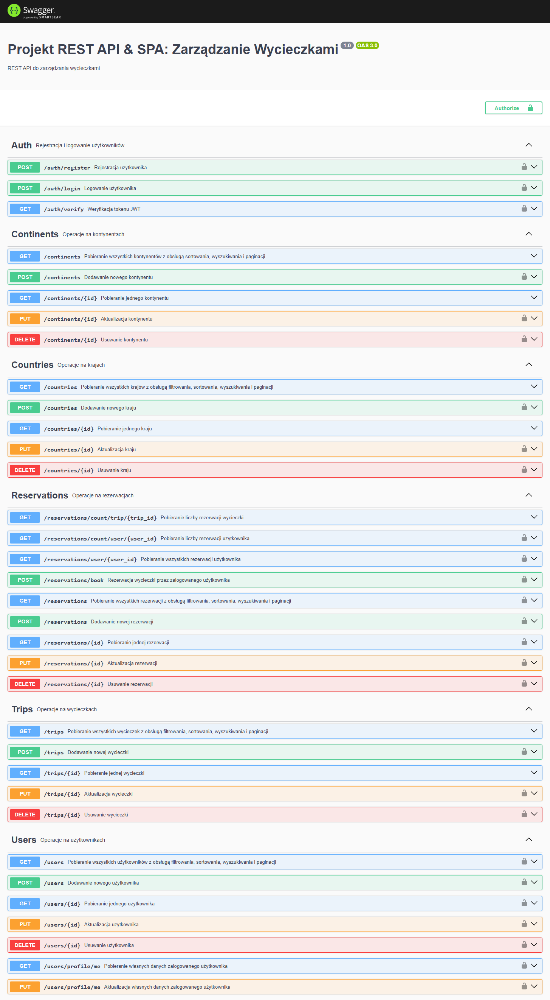 Swagger
Supported by SMARTBEAR
Projekt REST API & SPA: Zarządzanie Wycieczkami 1.0 OAS 3.0
REST API do zarządzania wycieczkami
Authorize
Auth Rejestracja i logowanie użytkowników
POST /auth/register Rejestracja użytkownika
POST /auth/login Logowanie użytkownika
GET /auth/verify Weryfikacja tokenu JWT
Continents Operacje na kontynentach
GET /continents Pobieranie wszystkich kontynentów z obsługą sortowania, wyszukiwania i paginacji
POST /continents Dodawanie nowego kontynentu
GET /continents/{id} Pobieranie jednego kontynentu
PUT /continents/{id} Aktualizacja kontynentu
DELETE /continents/{id} Usuwanie kontynentu
Countries Operacje na krajach
GET /countries Pobieranie wszystkich krajów z obsługą filtrowania, sortowania, wyszukiwania i paginacji
POST /countries Dodawanie nowego kraju
GET /countries/{id} Pobieranie jednego kraju
PUT /countries/{id} Aktualizacja kraju
DELETE /countries/{id} Usuwanie kraju
Reservations Operacje na rezerwacjach
GET /reservations/count/trip/{trip_id} Pobieranie liczby rezerwacji wycieczki
GET /reservations/count/user/{user_id} Pobieranie liczby rezerwacji użytkownika
GET /reservations/user/{user_id} Pobieranie wszystkich rezerwacji użytkownika
POST /reservations/book Rezerwacja wycieczki przez zalogowanego użytkownika
GET /reservations Pobieranie wszystkich rezerwacji z obsługą filtrowania, sortowania, wyszukiwania i paginacji
POST /reservations Dodawanie nowej rezerwacji
GET /reservations/{id} Pobieranie jednej rezerwacji
PUT /reservations/{id} Aktualizacja rezerwacji
DELETE /reservations/{id} Usuwanie rezerwacji
Trips Operacje na wycieczkach
GET /trips Pobieranie wszystkich wycieczek z obsługą filtrowania, sortowania, wyszukiwania i paginacji
POST /trips Dodawanie nowej wycieczki
GET /trips/{id} Pobieranie jednej wycieczki
PUT /trips/{id} Aktualizacja wycieczki
DELETE /trips/{id} Usuwanie wycieczki
Users Operacje na użytkownikach
GET /users Pobieranie wszystkich użytkowników z obsługą filtrowania, sortowania, wyszukiwania i paginacji
POST /users Dodawanie nowego użytkownika
GET /users/{id} Pobieranie jednego użytkownika
PUT /users/{id} Aktualizacja użytkownika
DELETE /users/{id} Usuwanie użytkownika
GET /users/profile/me Pobieranie własnych danych zalogowanego użytkownika
PUT /users/profile/me Aktualizacja własnych danych zalogowanego użytkownika